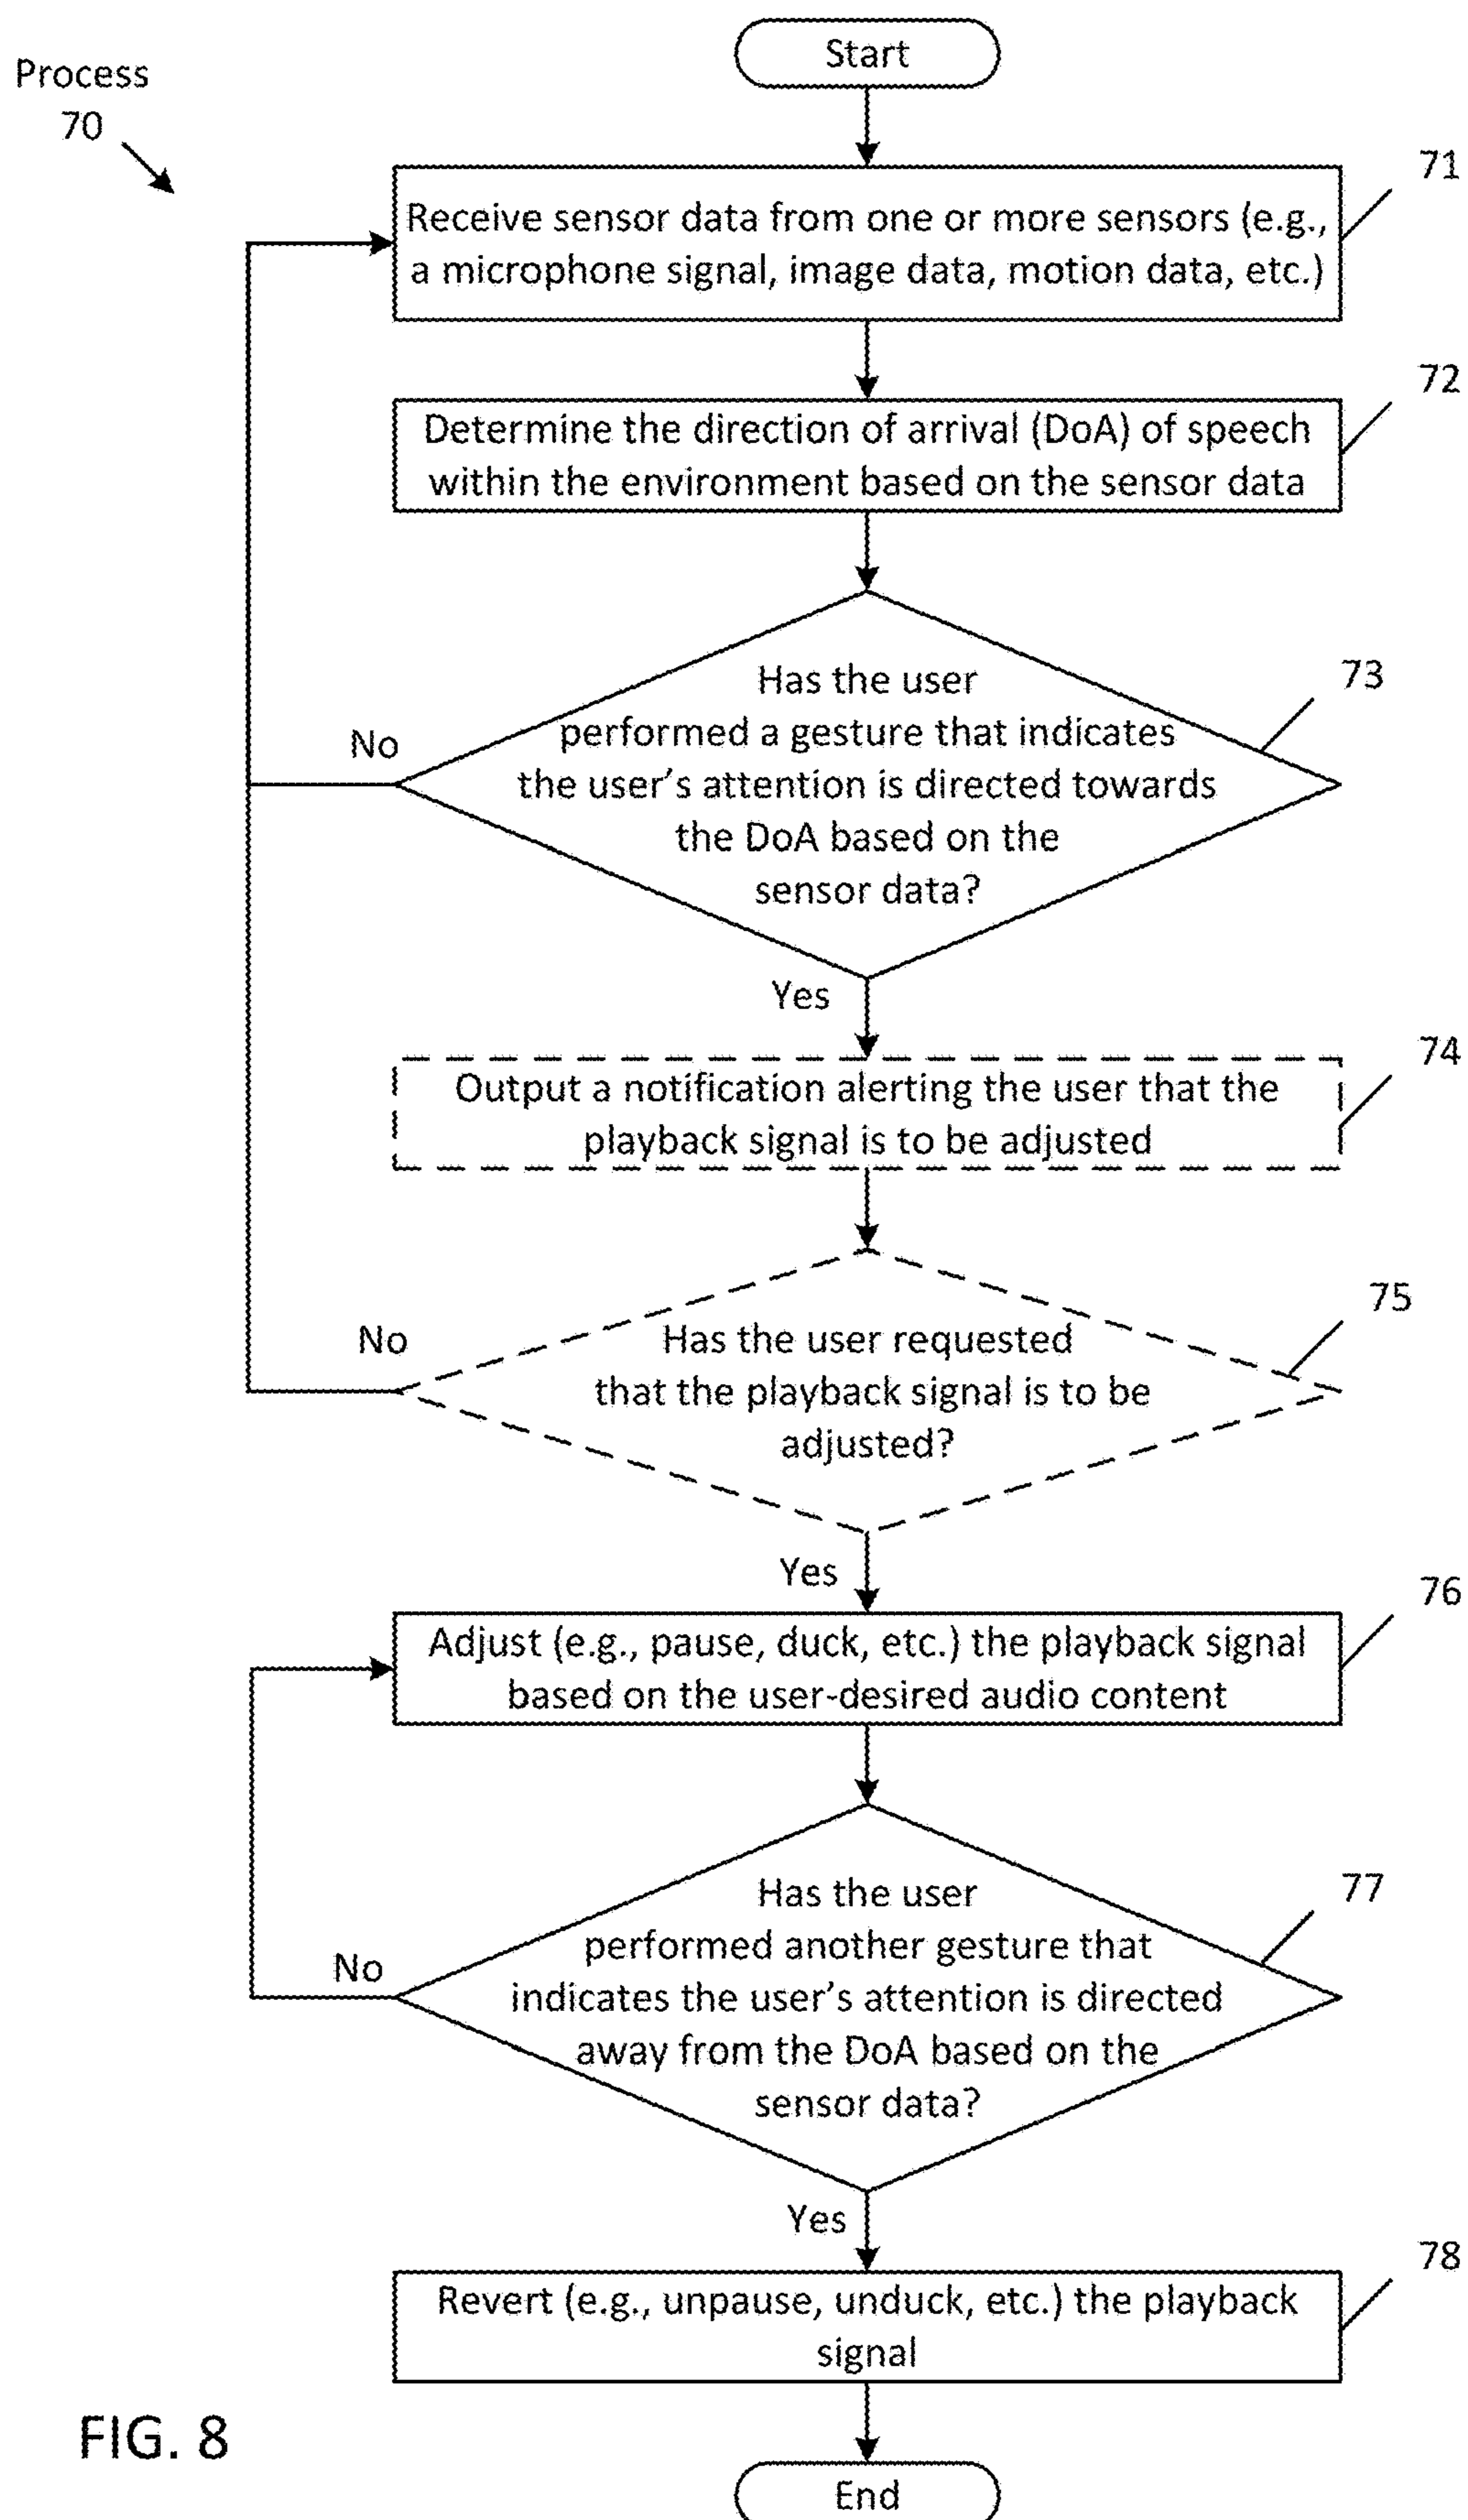 Start
Process
70
71
Receive sensor data from one or more sensors (e.g.,
a microphone signal, image data, motion data, etc.)
72
Determine the direction of arrival (DoA) of speech
within the environment based on the sensor data
73
Has the user
performed a gesture that indicates
the user's attention is directed towards
the DoA based on the
sensor data?
No
Yes
74
Output a notification alerting the user that the
playback signal is to be adjusted
75
Has the user requested
that the playback signal is to be
adjusted?
No
Yes
76
Adjust (e.g., pause, duck, etc.) the playback signal
based on the user-desired audio content
77
Has the user
performed another gesture that
indicates the user's attention is directed
away from the DoA based on the
sensor data?
No
Yes
78
Revert (e.g., unpause, unduck, etc.) the playback
signal
FIG. 8
End